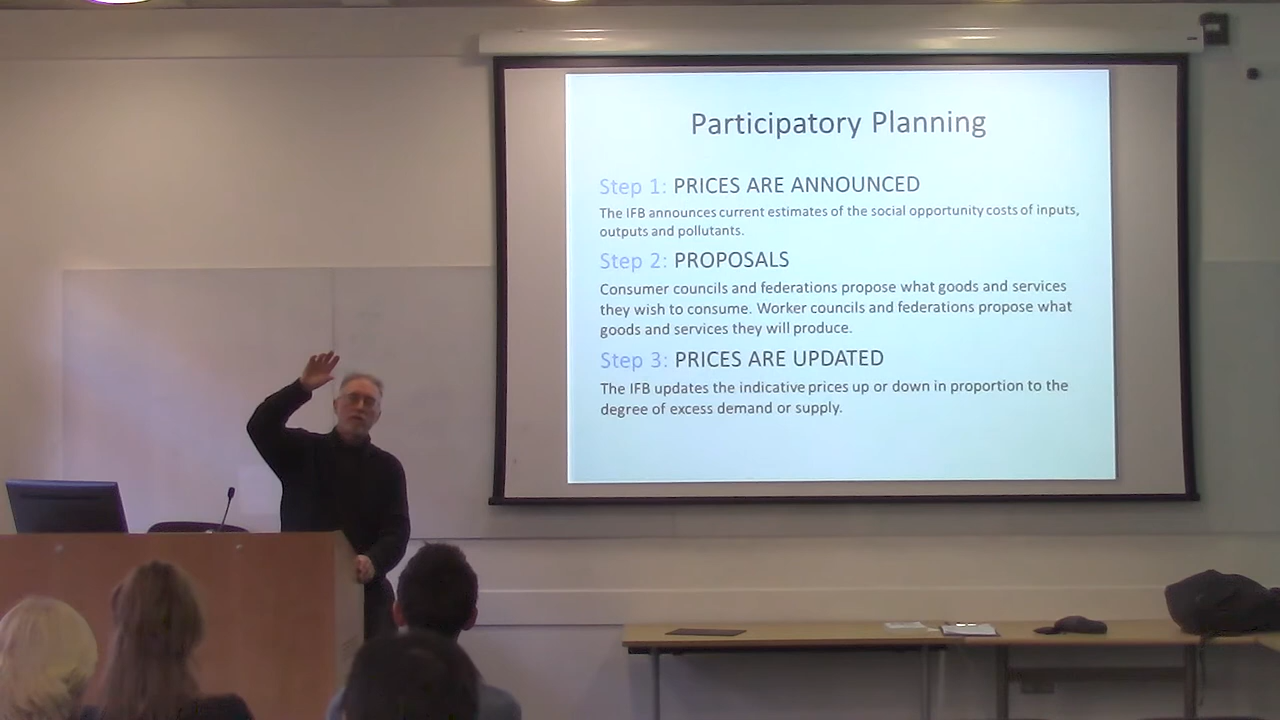 Participatory Planning
Step 1: PRICES ARE ANNOUNCED
The IFB announces current estimates of the social opportunity costs of inputs,
outputs and pollutants.
Step 2: PROPOSALS
Consumer councils and federations propose what goods and services
they wish to consume. Worker councils and federations propose what
goods and services they will produce.
Step 3: PRICES ARE UPDATED
The IFB updates the indicative prices up or down in proportion to the
degree of excess demand or supply.